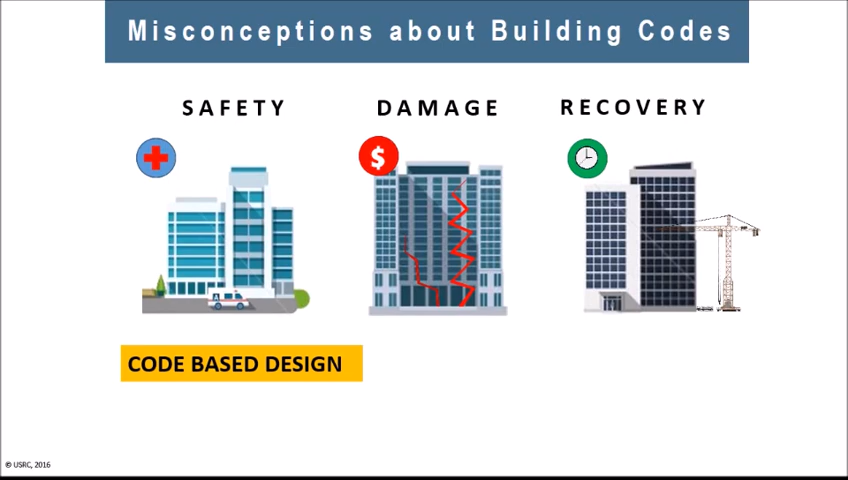 Misconceptions about Building Codes
SAFETY
DAMAGE
RECOVERY
$
CODE BASED DESIGN
© USRC, 2016